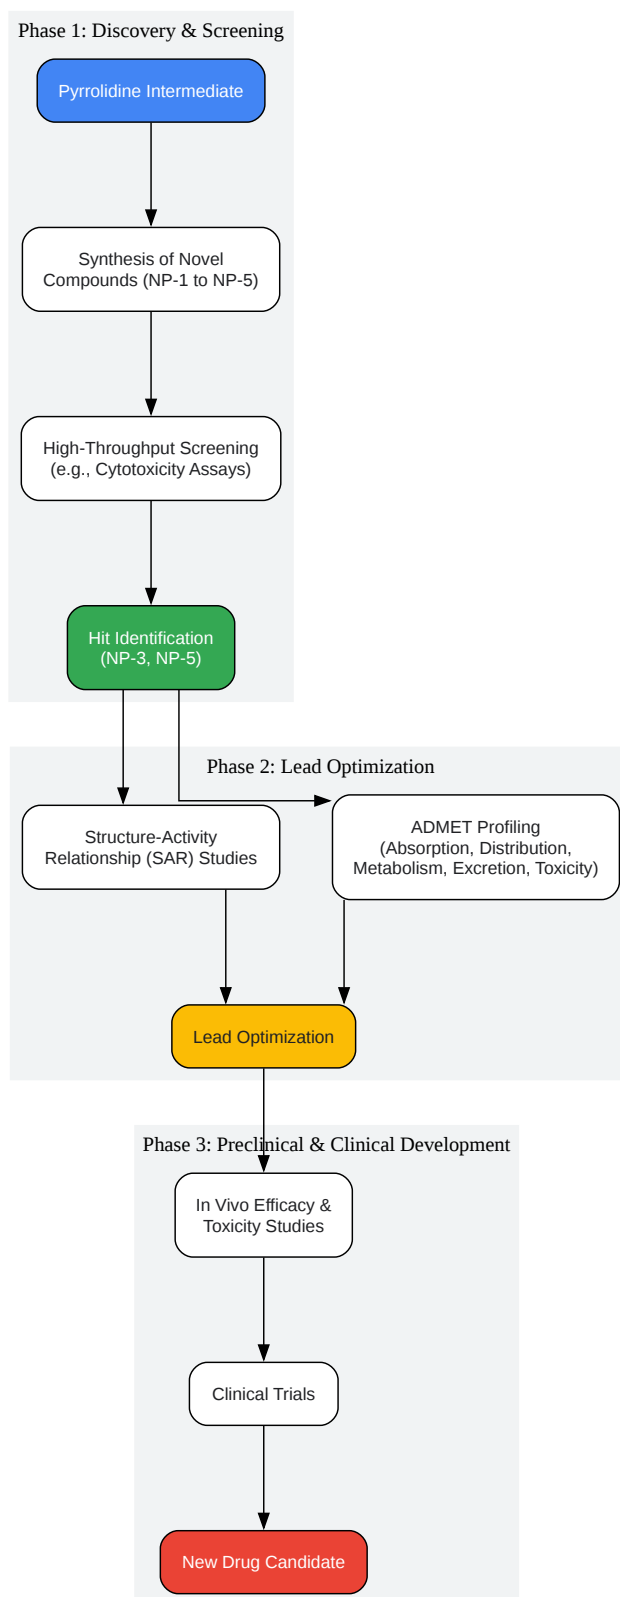 Phase 1: Discovery & Screening
Pyrrolidine Intermediate
Synthesis of Novel
Compounds (NP-1 to NP-5)
High-Throughput Screening
(e.g., Cytotoxicity Assays)
Hit Identification
(NP-3, NP-5)
Phase 2: Lead Optimization
Structure-Activity
Relationship (SAR) Studies
ADMET Profiling
(Absorption, Distribution,
Metabolism, Excretion, Toxicity)
Lead Optimization
Phase 3: Preclinical & Clinical Development
In Vivo Efficacy &
Toxicity Studies
Clinical Trials
New Drug Candidate